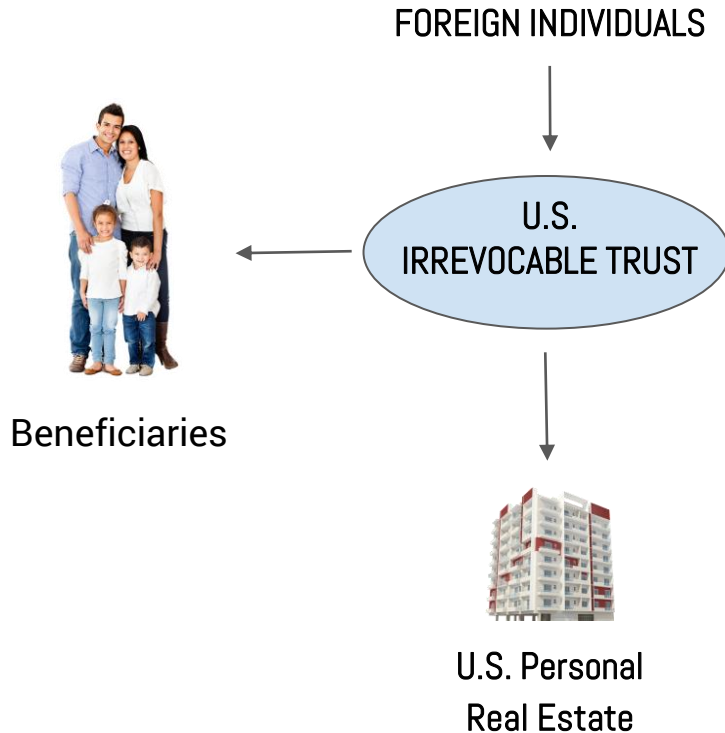 FOREIGN INDIVIDUALS
U.S.
IRREVOCABLE TRUST
Beneficiaries
U.S. Personal
Real Estate